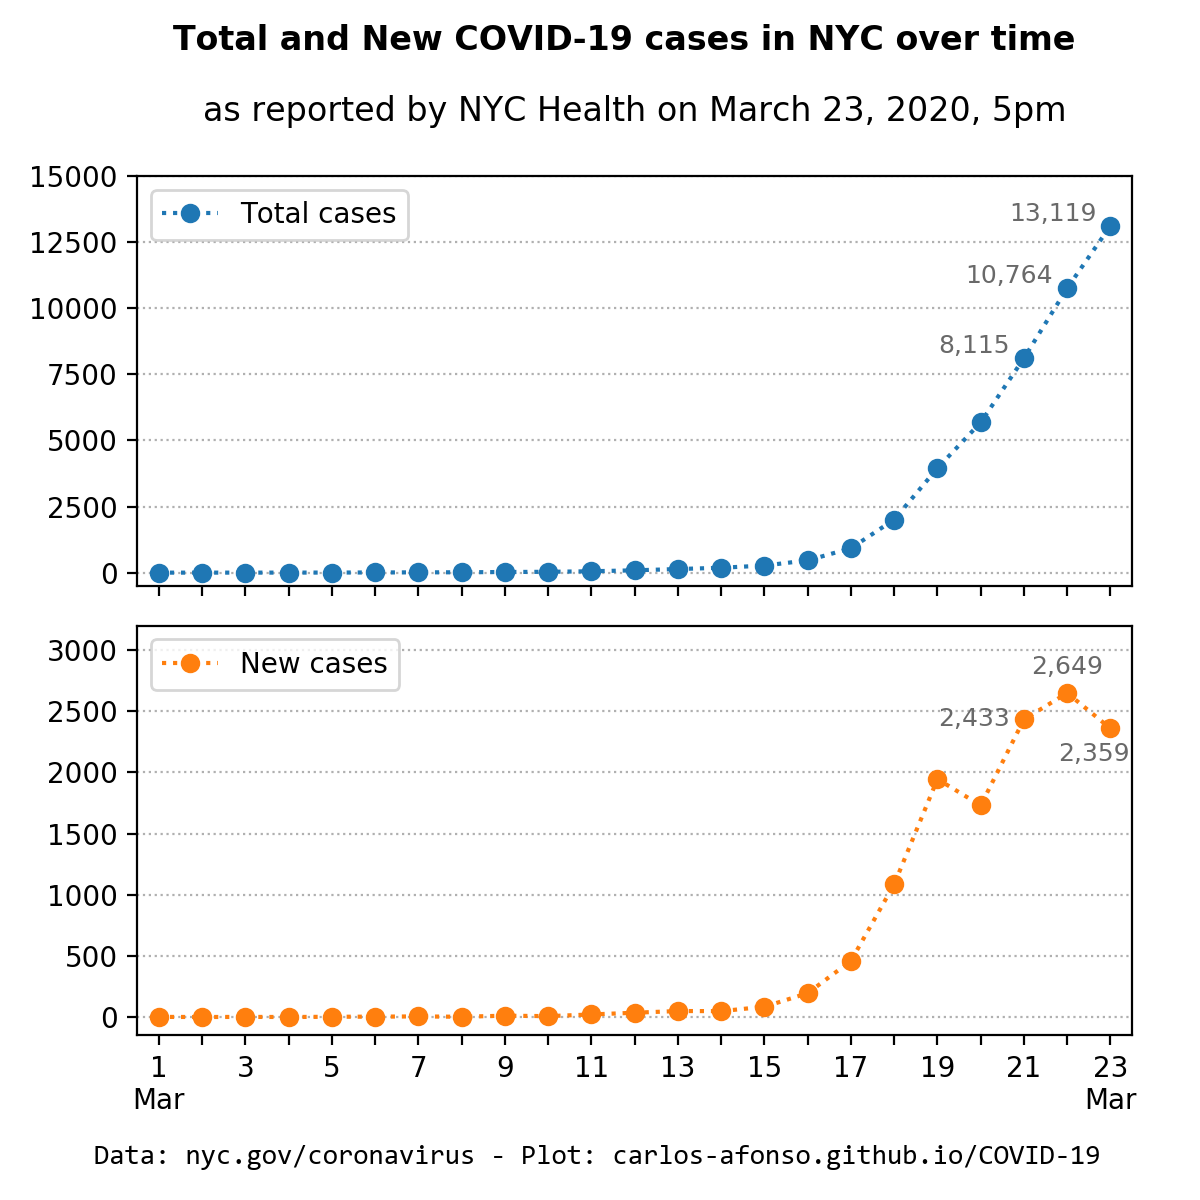 Total and New COVID-19 cases in NYC over time
as reported by NYC Health on March 23, 2020, 5pm
15000
12500
10000
7500
5000
2500
0
Total cases
13,119
10,764
8,115
3000
2500
2000
1500
1000
500
0
New cases
2,649
2,433
2,359
1 3 5 7 9 11 13 15 17 19 21 23
Mar Mar
Data: nyc.gov/coronavirus - Plot: carlos-afonso.github.io/COVID-19